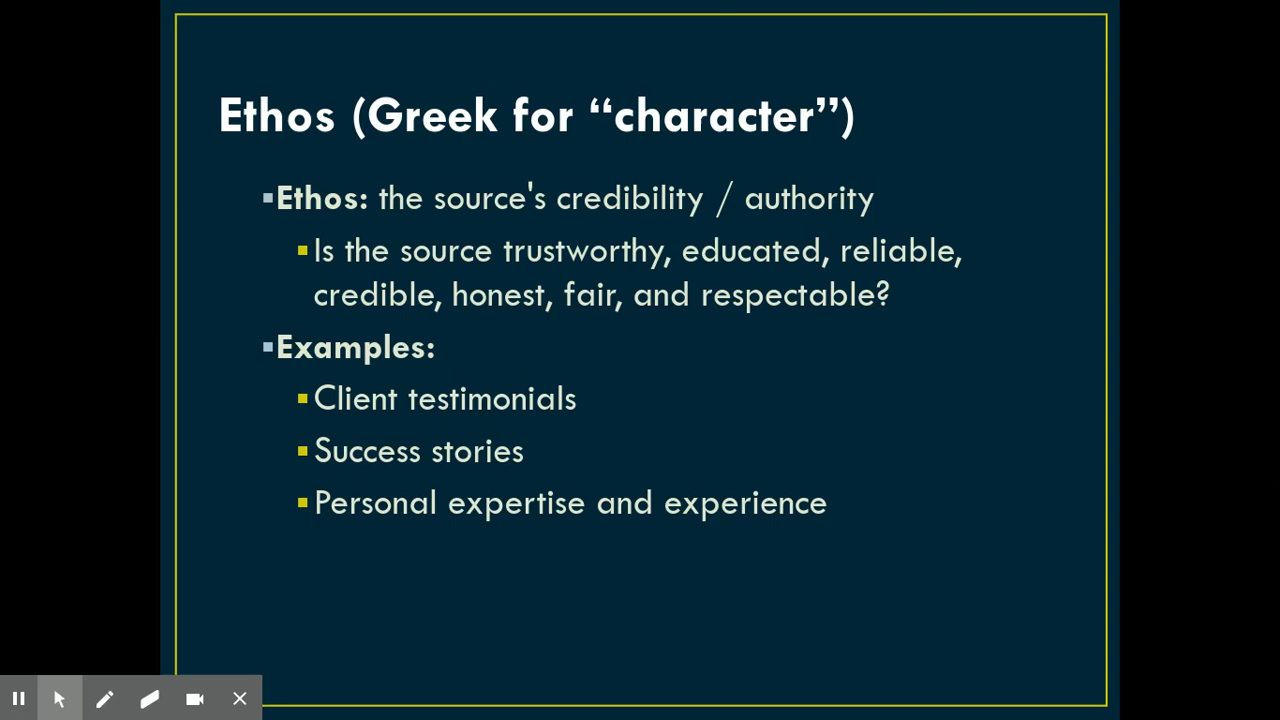 Ethos (Greek for “character”)
▪Ethos: the source's credibility / authority
▪Is the source trustworthy, educated, reliable,
credible, honest, fair, and respectable?
▪Examples:
▪Client testimonials
▪Success stories
▪Personal expertise and experience